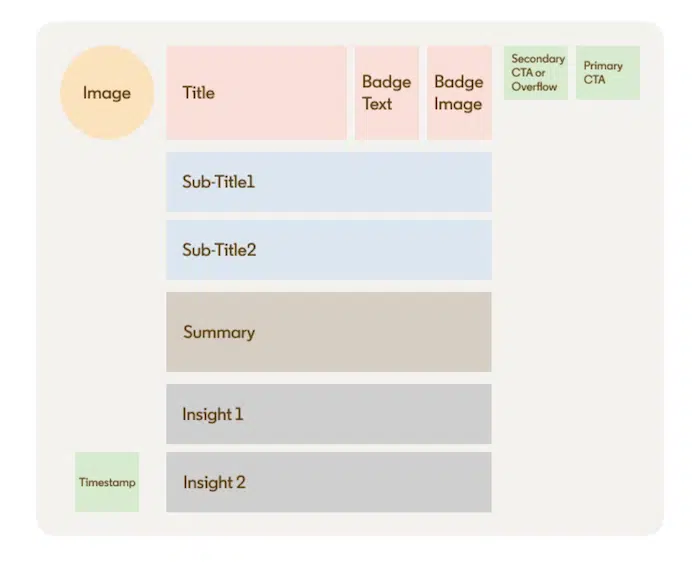 Image
Title
Badge
Text
Badge
Image
Secondary
CTA or
Overflow
Primary
CTA
Sub-Title1
Sub-Title2
Summary
Insight 1
Timestamp
Insight 2